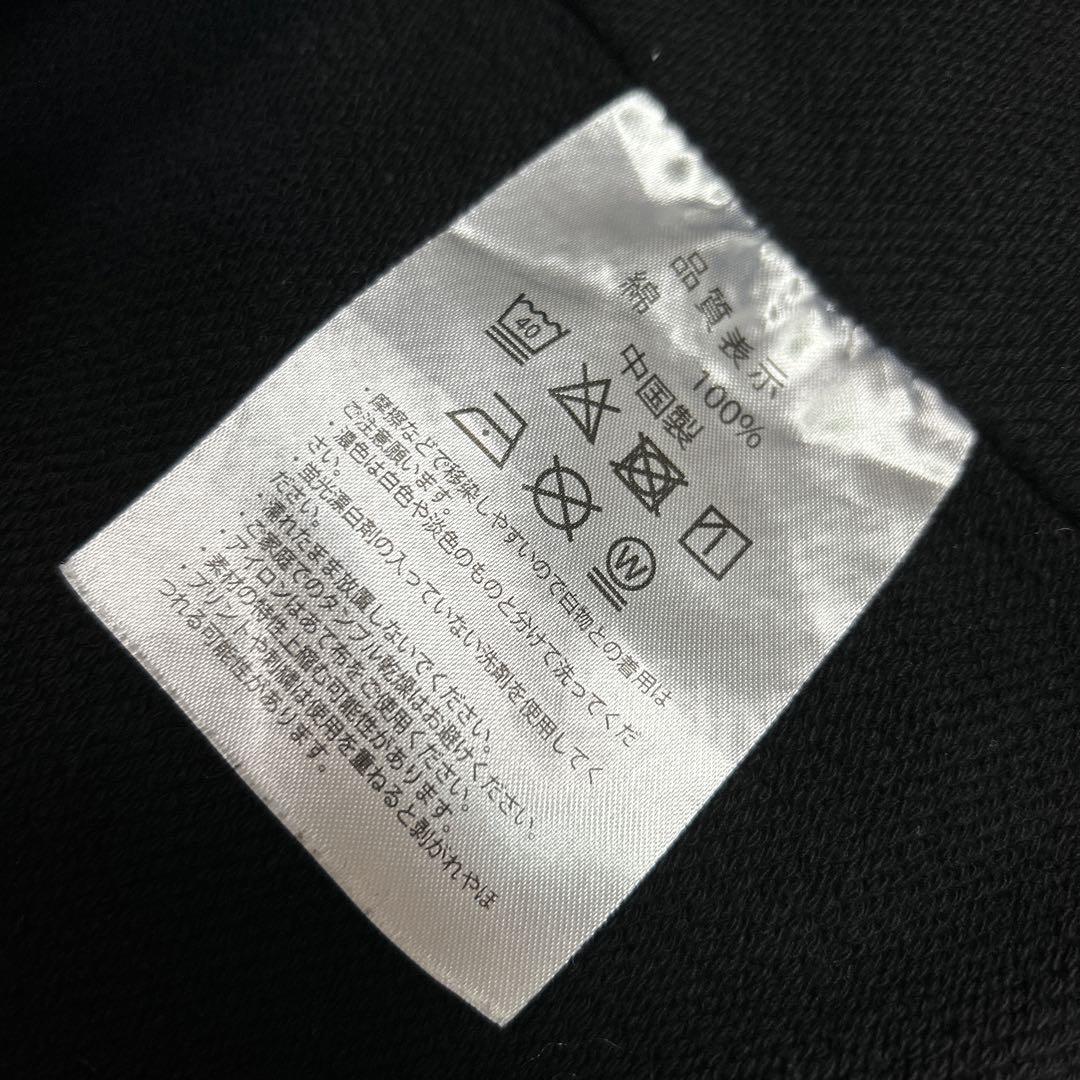 品質表示
綿 100%
中国製
40
W
・摩擦などで移染しやすいので白物との着用は
ご注意願います。
・濃色は白色や淡色のものと分けて洗ってくだ
さい。
・蛍光漂白剤の入っていない洗剤を使用してく
ださい。
・濡れたまま放置しないでください。
・ご家庭でのタンブル乾燥はお避けください。
・アイロンはあて布をご使用ください。
・素材の特性上縮む可能性があります。
・プリントや刺繍は使用を重ねると剥がれやほ
つれる可能性があります。